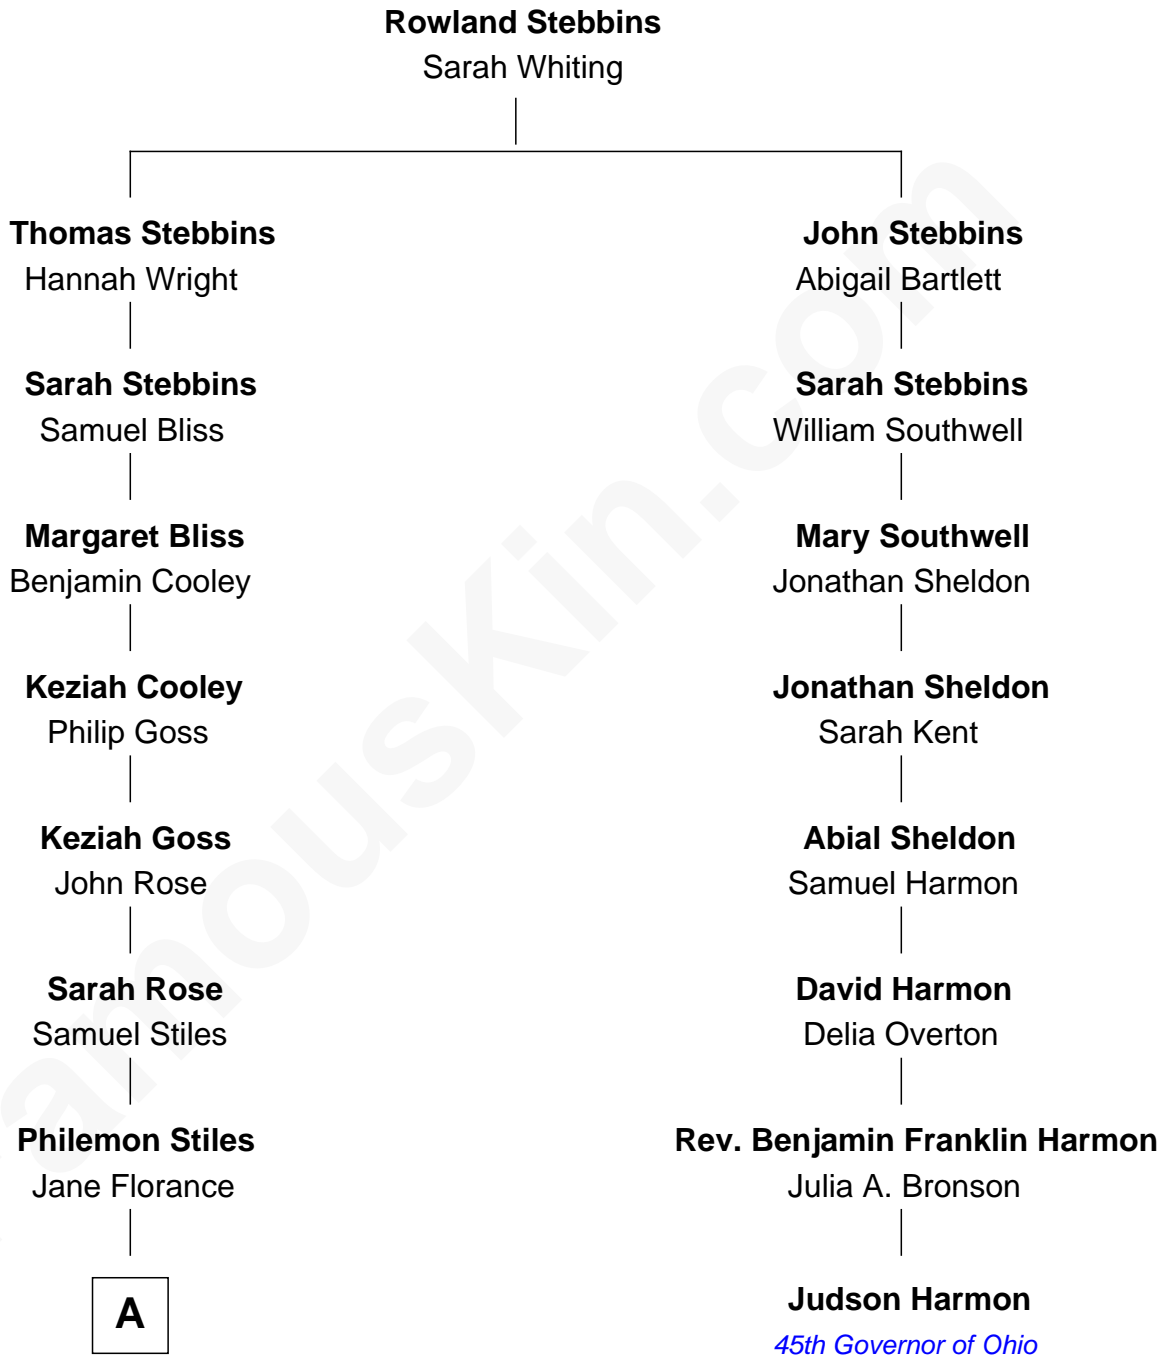 Rowland Stebbins
Sarah Whiting
Thomas Stebbins
Hannah Wright
John Stebbins
Abigail Bartlett
Sarah Stebbins
Samuel Bliss
Sarah Stebbins
William Southwell
Margaret Bliss
Benjamin Cooley
Mary Southwell
Jonathan Sheldon
Keziah Cooley
Philip Goss
Jonathan Sheldon
Sarah Kent
Keziah Goss
John Rose
Abial Sheldon
Samuel Harmon
Sarah Rose
Samuel Stiles
David Harmon
Delia Overton
Philemon Stiles
Jane Florance
Rev. Benjamin Franklin Harmon
Julia A. Bronson
A
Judson Harmon
45th Governor of Ohio
amouskin.com